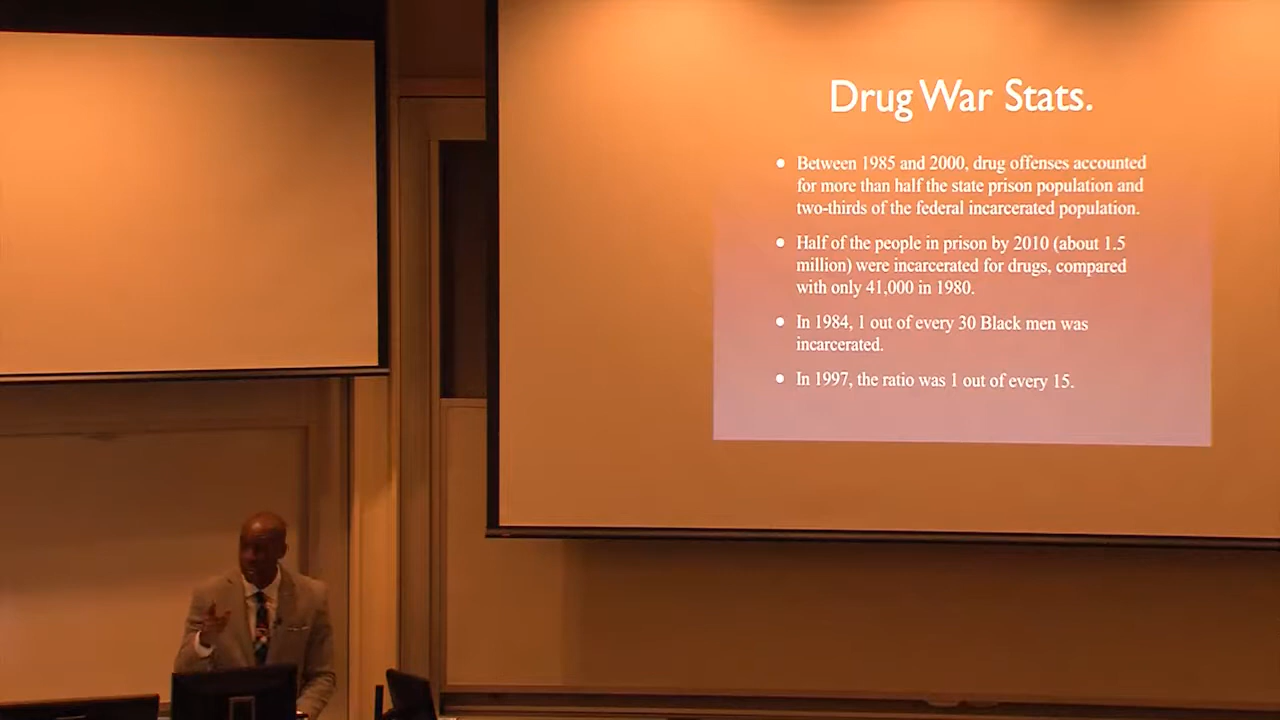 Drug War Stats.
• Between 1985 and 2000, drug offenses accounted
for more than half the state prison population and
two-thirds of the federal incarcerated population.
• Half of the people in prison by 2010 (about 1.5
million) were incarcerated for drugs, compared
with only 41,000 in 1980.
• In 1984, 1 out of every 30 Black men was
incarcerated.
• In 1997, the ratio was 1 out of every 15.